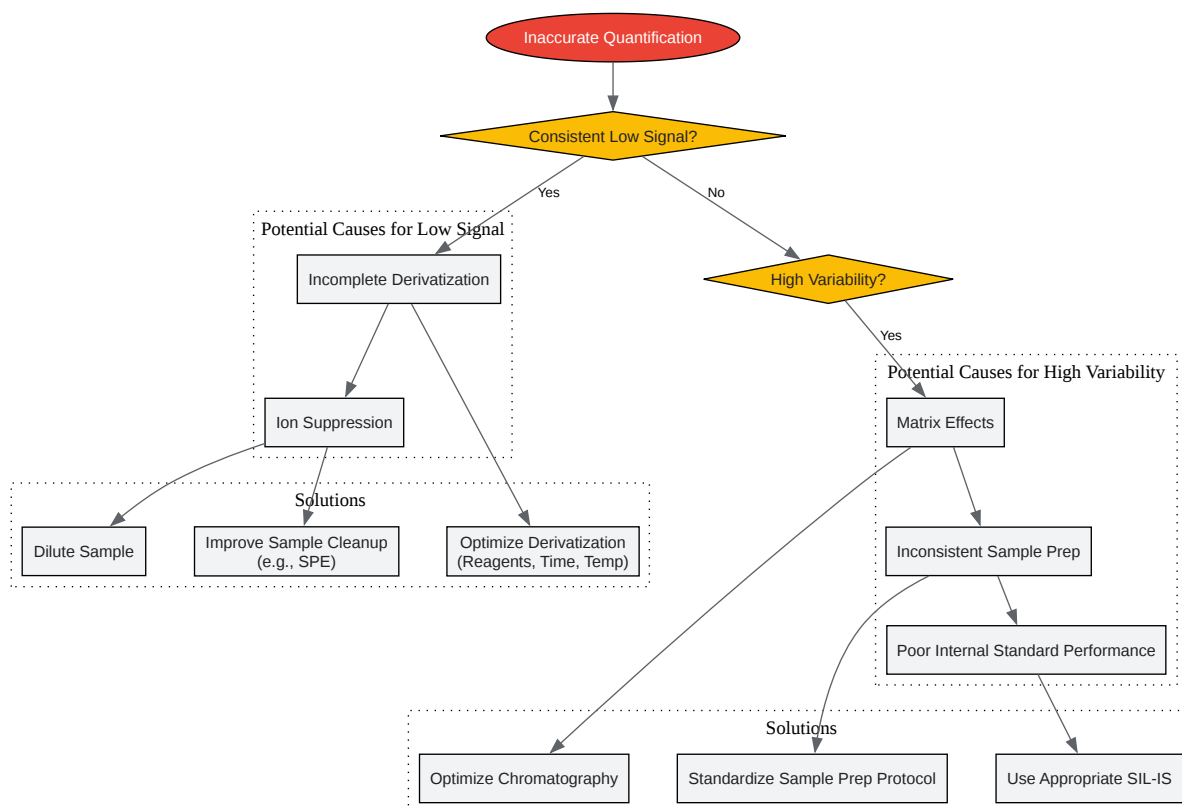 Inaccurate Quantification
Consistent Low Signal?
Yes
No
Potential Causes for Low Signal
Incomplete Derivatization
High Variability?
Yes
Potential Causes for High Variability
Ion Suppression
Matrix Effects
Solutions
Dilute Sample
Improve Sample Cleanup
(e.g., SPE)
Optimize Derivatization
(Reagents, Time, Temp)
Inconsistent Sample Prep
Poor Internal Standard Performance
Solutions
Optimize Chromatography
Standardize Sample Prep Protocol
Use Appropriate SIL-IS